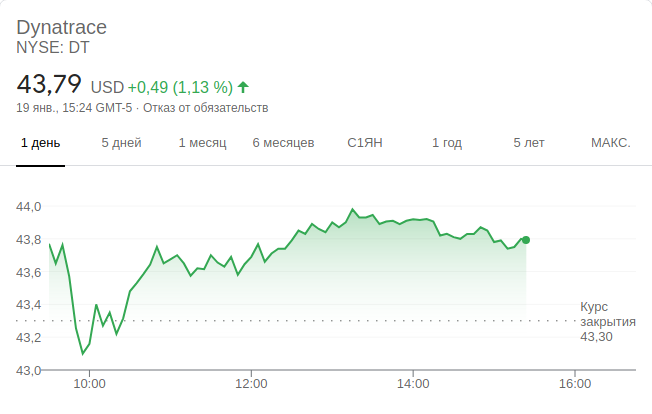 Dynatrace
NYSE: DT
43,79 USD +0,49 (1,13 %)
19 янв., 15:24 GMT-5 · Отказ от обязательств
1 день 5 дней 1 месяц 6 месяцев С1ЯН 1 год 5 лет МАКС.
44,0
43,8
43,6
43,4
Курс
закрытия
43,30
43,2
43,0
10:00 12:00 14:00 16:00